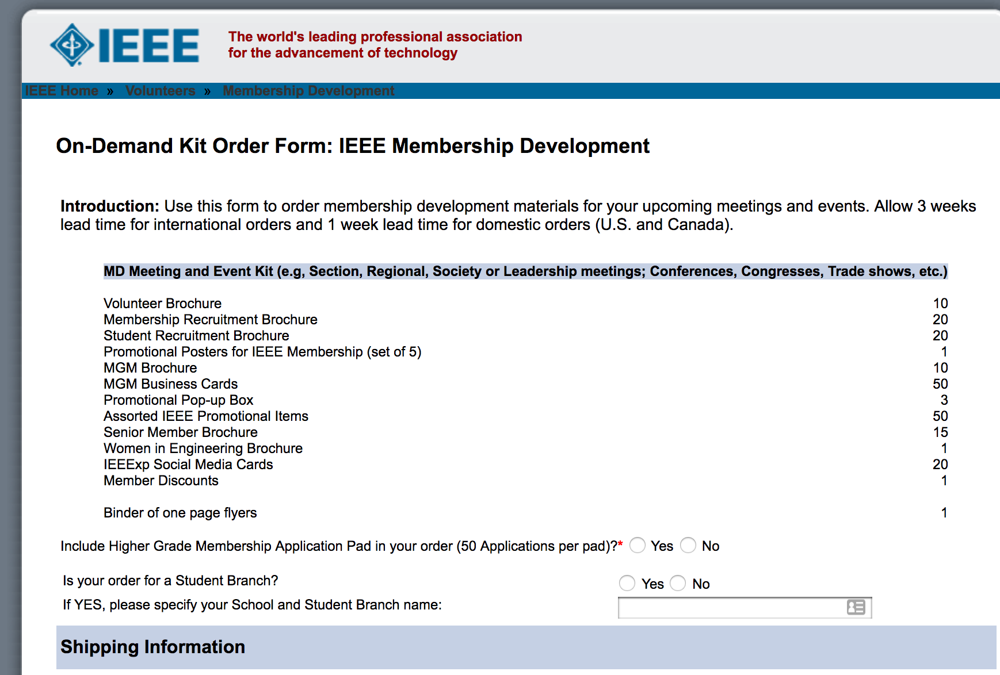 IEEE
The world's leading professional association
for the advancement of technology
IEEE Home » Volunteers » Membership Development
On-Demand Kit Order Form: IEEE Membership Development
Introduction: Use this form to order membership development materials for your upcoming meetings and events. Allow 3 weeks
lead time for international orders and 1 week lead time for domestic orders (U.S. and Canada).
MD Meeting and Event Kit (e.g, Section, Regional, Society or Leadership meetings; Conferences, Congresses, Trade shows, etc.)
Volunteer Brochure 10
Membership Recruitment Brochure 20
Student Recruitment Brochure 20
Promotional Posters for IEEE Membership (set of 5) 1
MGM Brochure 10
MGM Business Cards 50
Promotional Pop-up Box 3
Assorted IEEE Promotional Items 50
Senior Member Brochure 15
Women in Engineering Brochure 1
IEEExp Social Media Cards 20
Member Discounts 1
Binder of one page flyers 1
Include Higher Grade Membership Application Pad in your order (50 Applications per pad)?* Yes No
Is your order for a Student Branch? Yes No
If YES, please specify your School and Student Branch name:
Shipping Information